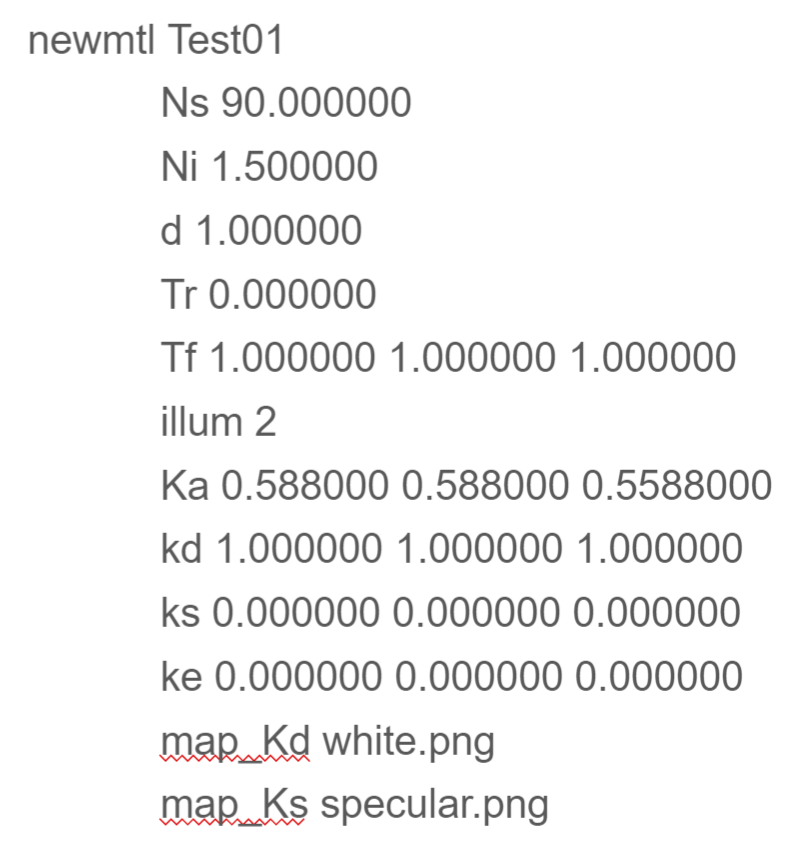 newmtl Test01
Ns 90.000000
Ni 1.500000
d 1.000000
Tr 0.000000
Tf 1.000000 1.000000 1.000000
illum 2
Ka 0.588000 0.588000 0.5588000
kd 1.000000 1.000000 1.000000
ks 0.000000 0.000000 0.000000
ke 0.000000 0.000000 0.000000
map_Kd white.png
map_Ks specular.png